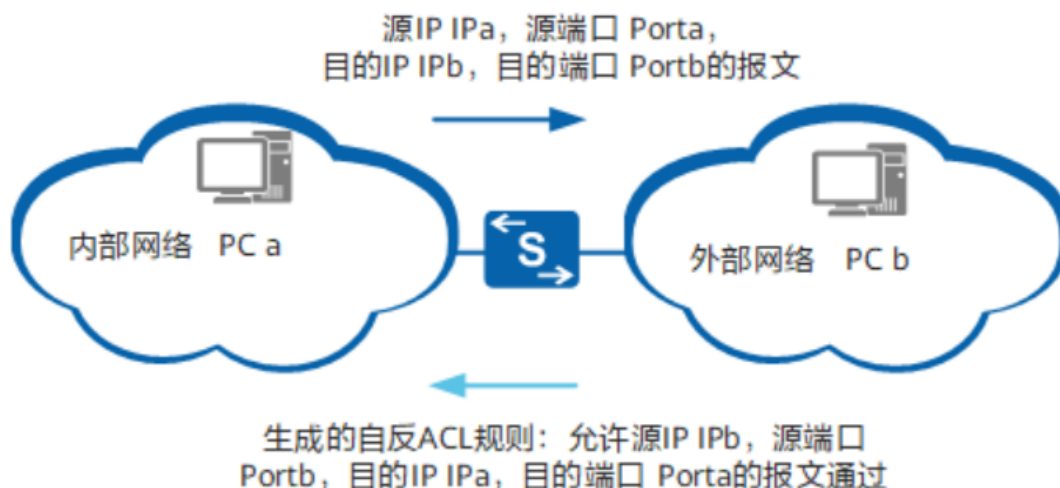 源IP IPa，源端口 Porta，
目的IP IPb，目的端口 Portb的报文
内部网络 PC a
S
外部网络 PC b
生成的自反ACL规则：允许源IP IPb，源端口
Portb，目的IP IPa，目的端口 Porta的报文通过